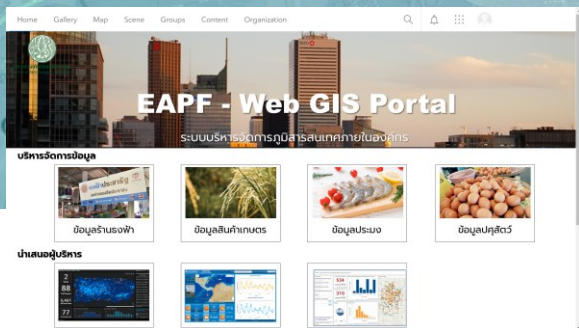 Home Gallery Map Scene Groups Content Organization
EAPF - Web GIS Portal
ระบบบริหารจัดการภูมิสารสนเทศภายในองค์กร
บริหารจัดการข้อมูล
ข้อมูลร้านธงฟ้า ข้อมูลสินค้าเกษตร ข้อมูลประมง ข้อมูลปศุสัตว์
นำเสนอผู้บริหาร
2
88
77
534
310